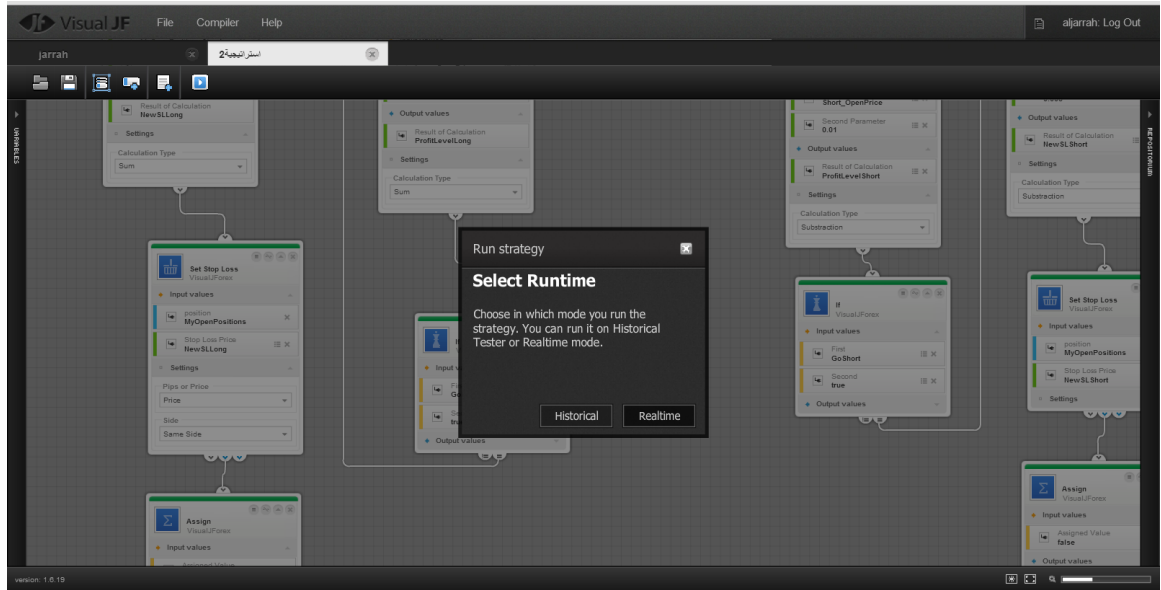 Visual JF
File
Compiler
Help
aljarrah: Log Out
jarrah
استراتيجية2
VARIABLES
REPOSITORIUM
Result of Calculation
NewSLLong
Settings
Calculation Type
Sum
Set Stop Loss
VisualJForex
Input values
position
MyOpenPositions
Stop Loss Price
NewSLLong
Settings
Pips or Price
Price
Side
Same Side
Assign
VisualJForex
Input values
Assigned Value
Output values
Result of Calculation
ProfitLevelLong
Settings
Calculation Type
Sum
Output values
Run strategy
Select Runtime
Choose in which mode you run the
strategy. You can run it on Historical
Tester or Realtime mode.
Historical
Realtime
Short_OpenPrice
Second Parameter
0.01
Output values
Result of Calculation
ProfitLevelShort
Settings
Calculation Type
Substraction
If
VisualJForex
Input values
First
GoShort
Second
true
Output values
Output values
Result of Calculation
NewSLShort
Settings
Calculation Type
Substraction
Set Stop Loss
VisualJForex
Input values
position
MyOpenPositions
Stop Loss Price
NewSLShort
Settings
Assign
VisualJForex
Input values
Assigned Value
false
Output values
version: 1.6.19